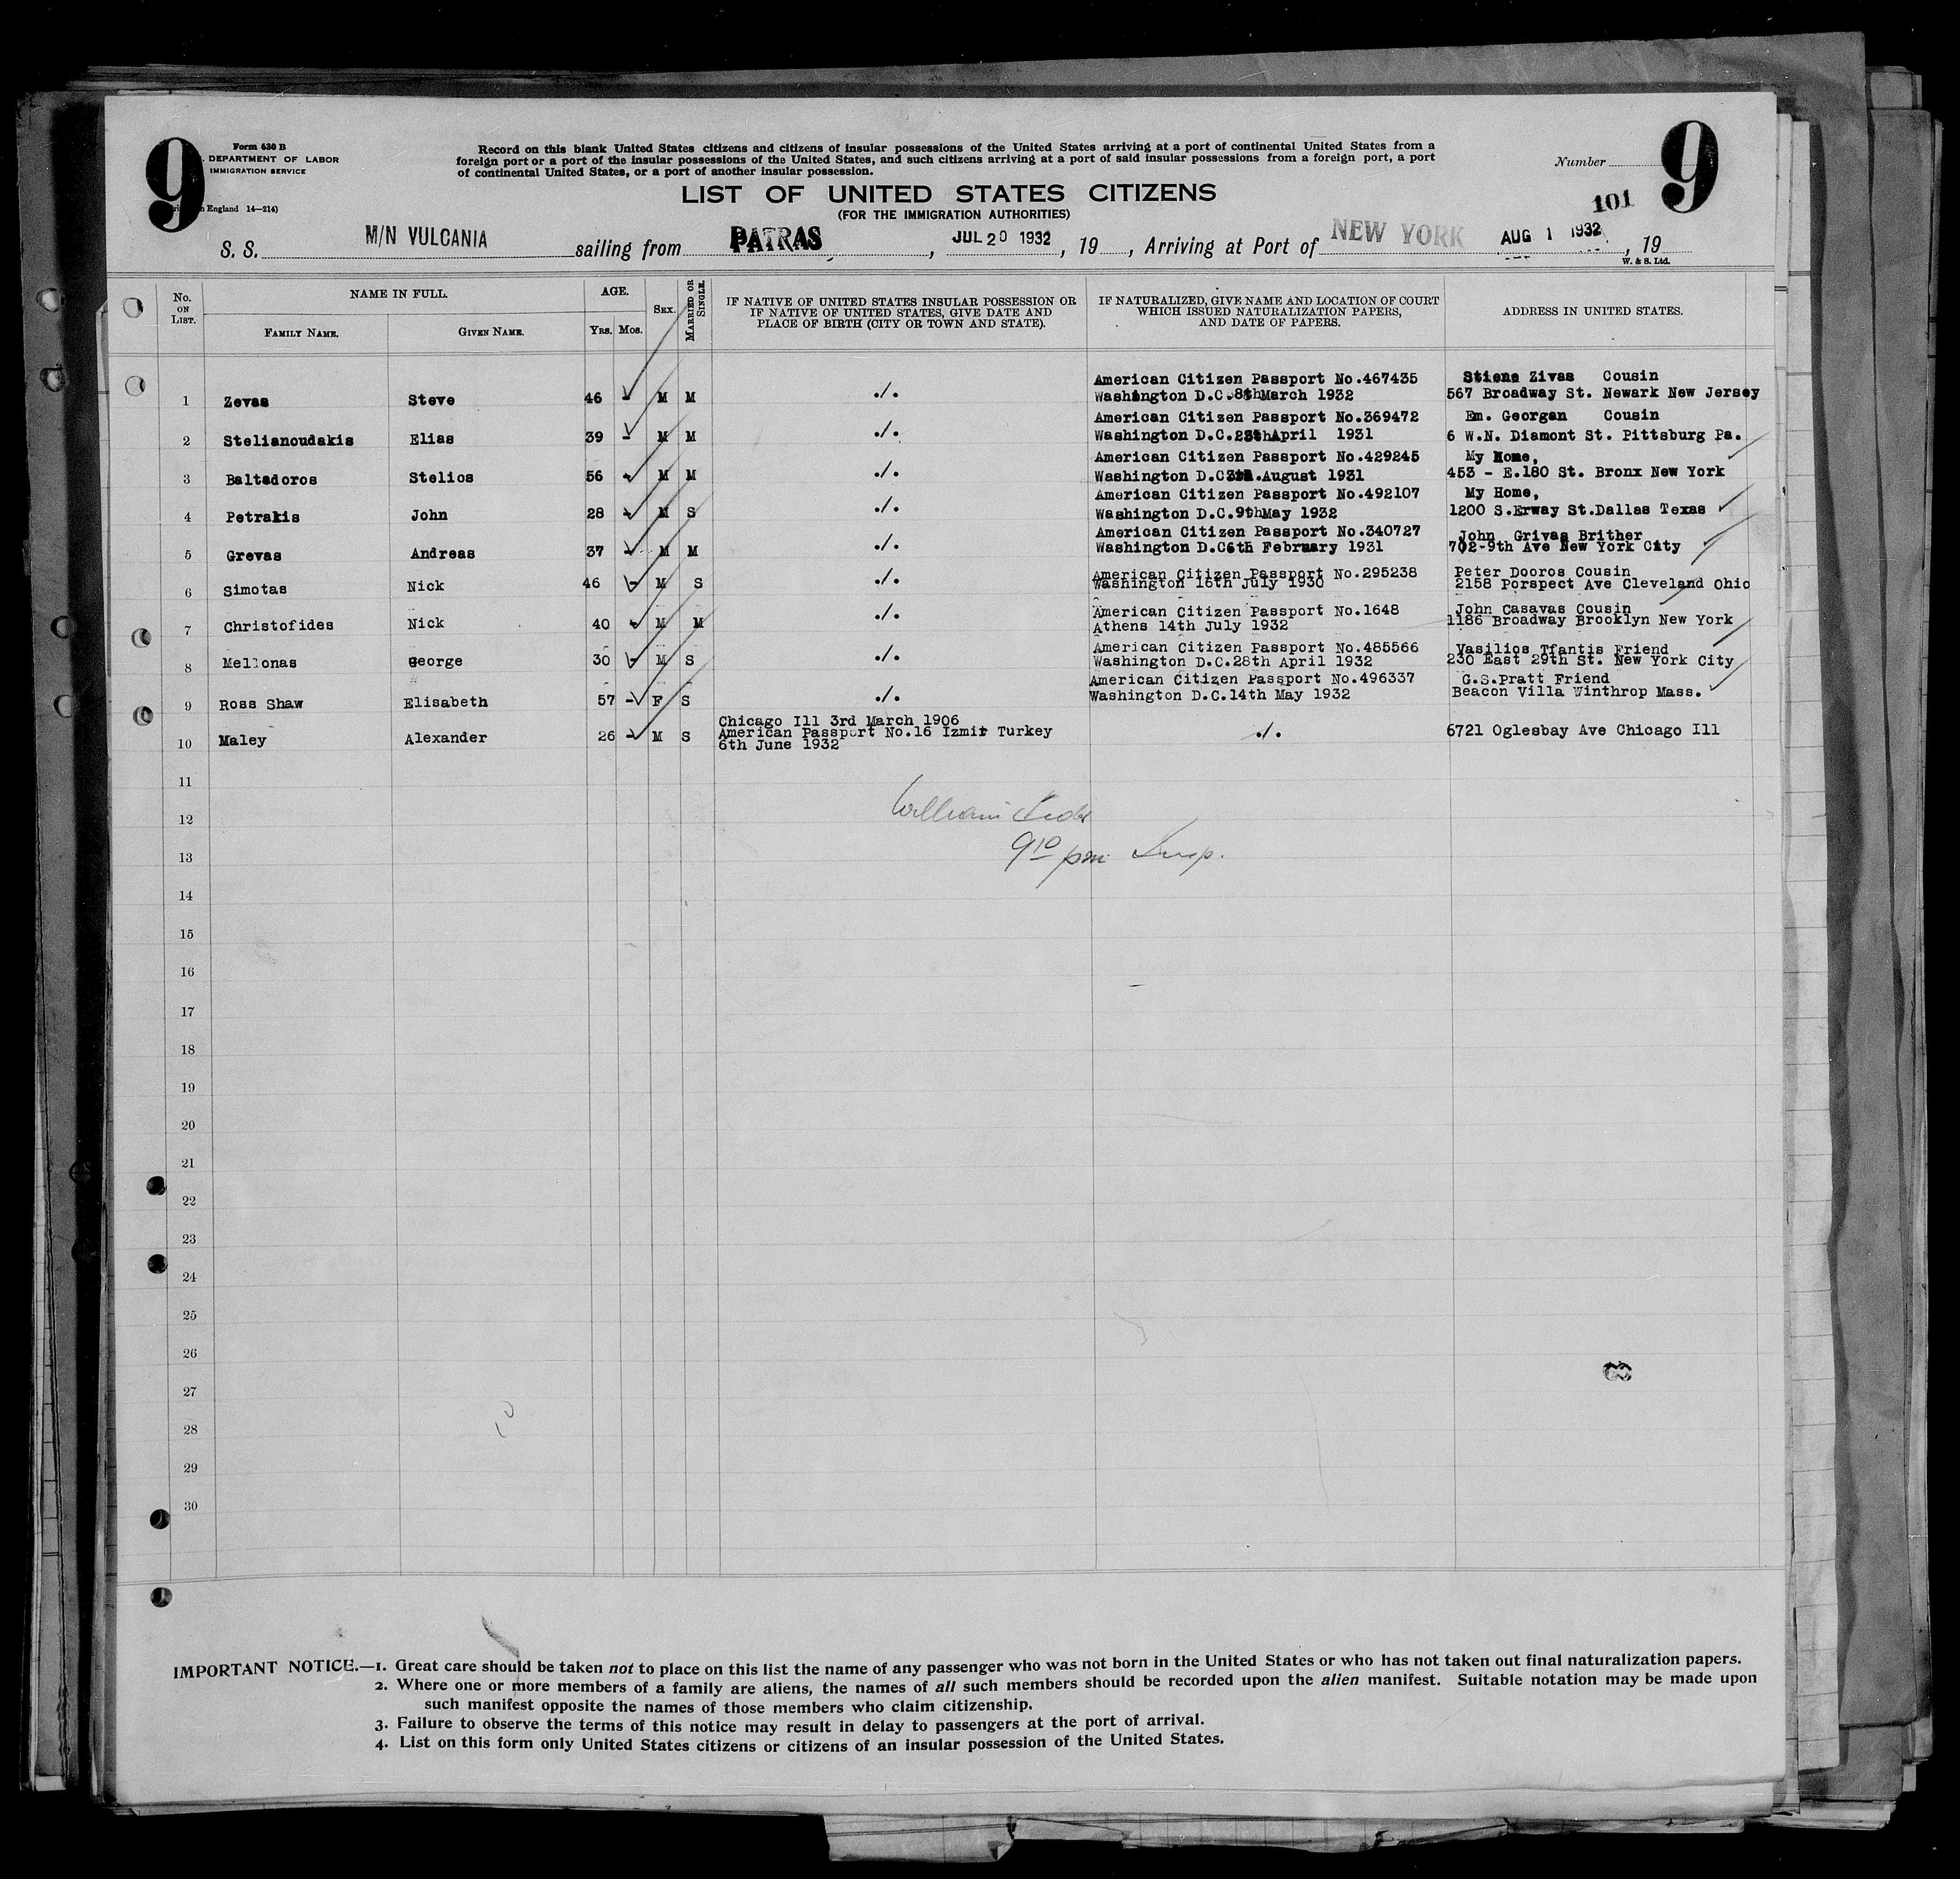 9
Form 630 B
. DEPARTMENT OF LABOR
IMMIGRATION SERVICE
England 14—214)
Record on this blank United States citizens and citizens of insular possessions of the United States arriving at a port of continental United States from a
foreign port or a port of the insular possessions of the United States, and such citizens arriving at a port of said insular possessions from a foreign port, a port
of continental United States, or a port of another insular possession.
Number
9
LIST OF UNITED STATES CITIZENS
(FOR THE IMMIGRATION AUTHORITIES)
101
S. S. M/N VULCANIA sailing from PATRAS, JUL 20 1932, 19, Arriving at Port of NEW YORK AUG 1 1932, 19
W. & S. Ltd.
No. ON LIST. NAME IN FULL. AGE. SEX. MARRIED OR SINGLE. IF NATIVE OF UNITED STATES INSULAR POSSESSION OR IF NATIVE OF UNITED STATES, GIVE DATE AND PLACE OF BIRTH (CITY OR TOWN AND STATE). IF NATURALIZED, GIVE NAME AND LOCATION OF COURT WHICH ISSUED NATURALIZATION PAPERS, AND DATE OF PAPERS. ADDRESS IN UNITED STATES.
FAMILY NAME. GIVEN NAME. YRS. MOS.
American Citizen Passport No.467435 Stiene Zivas Cousin
1 Zevas Steve 46 - M M ./. Washington D.C.8thMarch 1932 567 Broadway St. Newark New Jersey
American Citizen Passport No.369472 Em. Georgan Cousin
2 Stelianoudakis Elias 39 - M M ./. Washington D.C.25thApril 1931 6 W.N. Diamont St. Pittsburg Pa.
American Citizen Passport No.429245 My Home,
3 Baltadoros Stelios 56 - M M ./. Washington D.C. August 1931 453 - E.180 St. Bronx New York
American Citizen Passport No.492107 My Home,
4 Petrakis John 28 - M S ./. Washington D.C.9thMay 1932 1200 S.Erway St.Dallas Texas
American Citizen Passport No.340727 John Grivas Brither
5 Grevas Andreas 37 - M M ./. Washington D.C6th February 1931 702-9th Ave New York City
American Citizen Passport No.295238 Peter Dooros Cousin
6 Simotas Nick 46 - M S ./. Washington 16th July 1930 2158 Porspect Ave Cleveland Ohio
American Citizen Passport No.1648 John Casavas Cousin
7 Christofides Nick 40 - M M ./. Athens 14th July 1932 1186 Broadway Brooklyn New York
American Citizen Passport No.485566 Vasilios Tfantis Friend
8 Mellonas George 30 - M S ./. Washington D.C.28th April 1932 230 East 29th St. New York City
American Citizen Passport No.496337 G.S.Pratt Friend
9 Ross Shaw Elisabeth 57 - F S ./. Washington D.C.14th May 1932 Beacon Villa Winthrop Mass.
Chicago Ill 3rd March 1906
10 Maley Alexander 26 - M S American Passport No.16 Izmir Turkey ./. 6721 Oglesbay Ave Chicago Ill
6th June 1932
11
12 William
13 9 10 pm Insp.
14
15
16
17
18
19
20
21
22
23
24
25
26
27
28
29
30
IMPORTANT NOTICE.—1. Great care should be taken not to place on this list the name of any passenger who was not born in the United States or who has not taken out final naturalization papers.
2. Where one or more members of a family are aliens, the names of all such members should be recorded upon the alien manifest. Suitable notation may be made upon
such manifest opposite the names of those members who claim citizenship.
3. Failure to observe the terms of this notice may result in delay to passengers at the port of arrival.
4. List on this form only United States citizens or citizens of an insular possession of the United States.